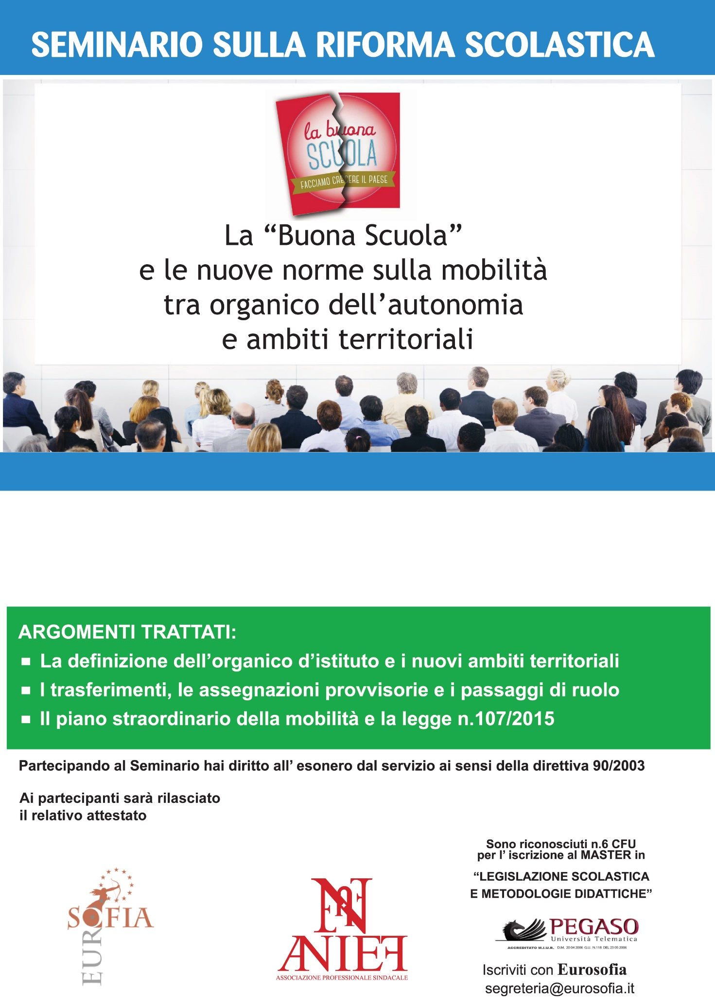 SEMINARIO SULLA RIFORMA SCOLASTICA
la buona
SCUOLA
FACCIAMO CRESCERE IL PAESE
La “Buona Scuola”
e le nuove norme sulla mobilità
tra organico dell’autonomia
e ambiti territoriali
ARGOMENTI TRATTATI:
La definizione dell’organico d’istituto e i nuovi ambiti territoriali
I trasferimenti, le assegnazioni provvisorie e i passaggi di ruolo
Il piano straordinario della mobilità e la legge n.107/2015
Partecipando al Seminario hai diritto all’ esonero dal servizio ai sensi della direttiva 90/2003
Ai partecipanti sarà rilasciato
il relativo attestato
Sono riconosciuti n.6 CFU
per l’ iscrizione al MASTER in
“LEGISLAZIONE SCOLASTICA
E METODOLOGIE DIDATTICHE”
SOFIA
EUR
ANIEF
ASSOCIAZIONE PROFESSIONALE SINDACALE
PEGASO
Università Telematica
ACCREDITATO M.I.U.R. D.M. 20 04 2006 G.U. N.118 DEL 23 05 2006
Iscriviti con Eurosofia
segreteria@eurosofia.it